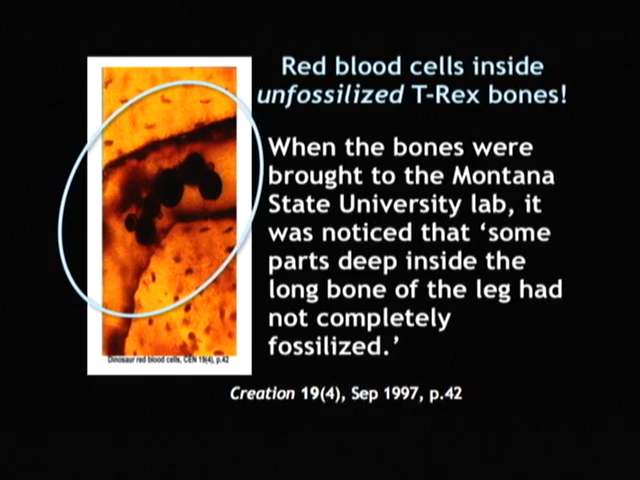 Red blood cells inside
unfossilized T-Rex bones!
When the bones were
brought to the Montana
State University lab, it
was noticed that ‘some
parts deep inside the
long bone of the leg had
not completely
fossilized.’
Dinosaur red blood cells, CEN 19(4), p.42
Creation 19(4), Sep 1997, p.42